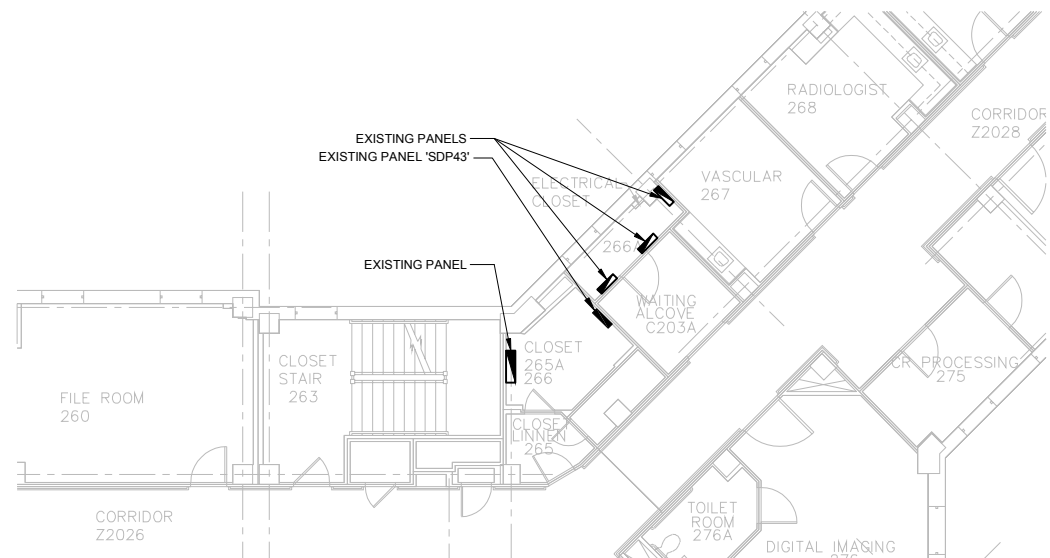 RADIOLOGIST
268
CORRIDOR
Z2028
EXISTING PANELS
EXISTING PANEL 'SDP43'
ELECTRICAL
CLOSET
VASCULAR
267
266A
EXISTING PANEL
WAITING
ALCOVE
C203A
CLOSET
265A
266
CLOSET
STAIR
263
CR PROCESSING
275
FILE ROOM
260
CLOSE
LINNEN
265
CORRIDOR
Z2026
TOILET
ROOM
276A
DIGITAL IMAGING